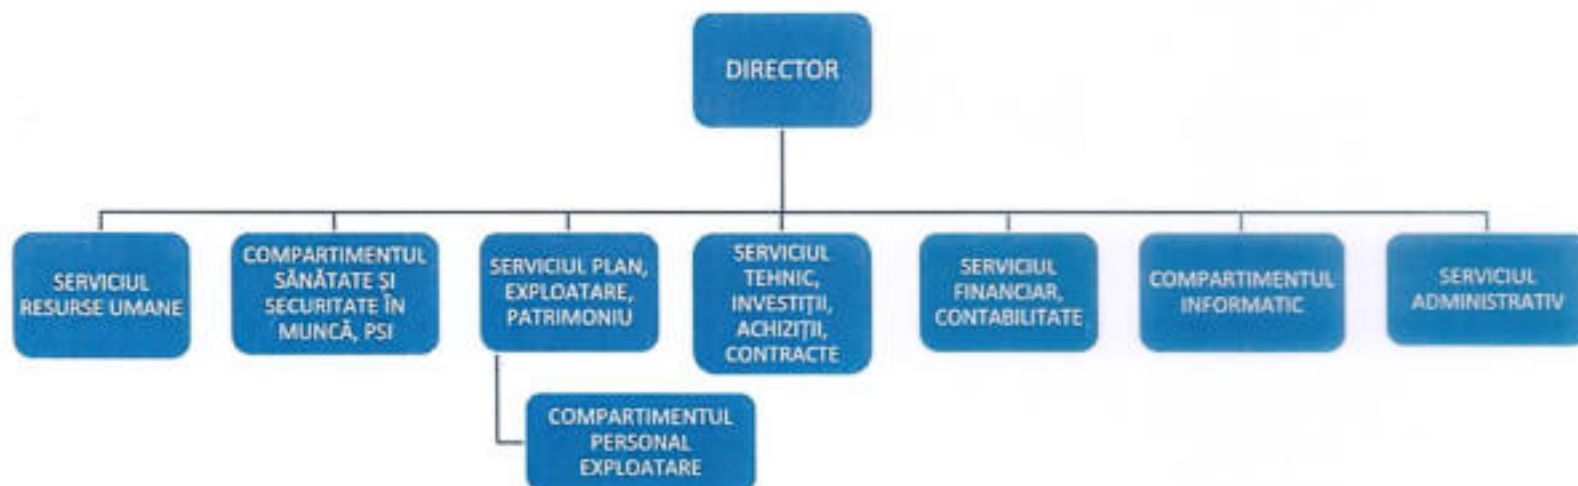 DIRECTOR
SERVICIUL
RESURSE UMANE
COMPARTIMENTUL
SĂNĂTATE ȘI
SECURITATE ÎN
MUNCĂ, PSI
SERVICIUL PLAN,
EXPLOATARE,
PATRIMONIU
SERVICIUL
TEHNIC,
INVESTIȚII,
ACHIZIȚII,
CONTRACTE
SERVICIUL
FINANCIAR,
CONTABILITATE
COMPARTIMENTUL
INFORMATIC
SERVICIUL
ADMINISTRATIV
COMPARTIMENTUL
PERSONAL
EXPLOATARE